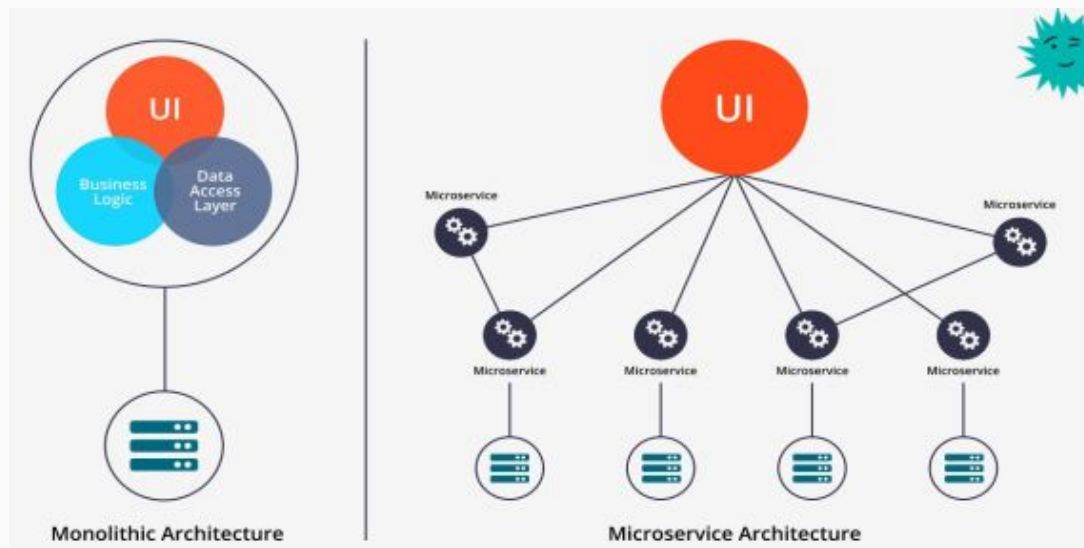 UI
Business
Logic
Data
Access
Layer
Monolithic Architecture
UI
Microservice
Microservice
Microservice
Microservice
Microservice
Microservice
Microservice Architecture